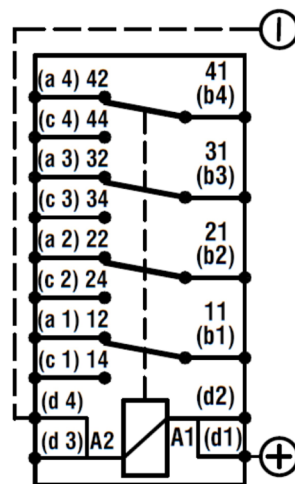 (a 4) 42
41
(b4)
(c 4) 44
(a 3) 32
31
(b3)
(c 3) 34
(a 2) 22
21
(b2)
(c 2) 24
(a 1) 12
11
(b1)
(c 1) 14
(d 4)
(d2)
(d 3) A2
A1 (d1)
+